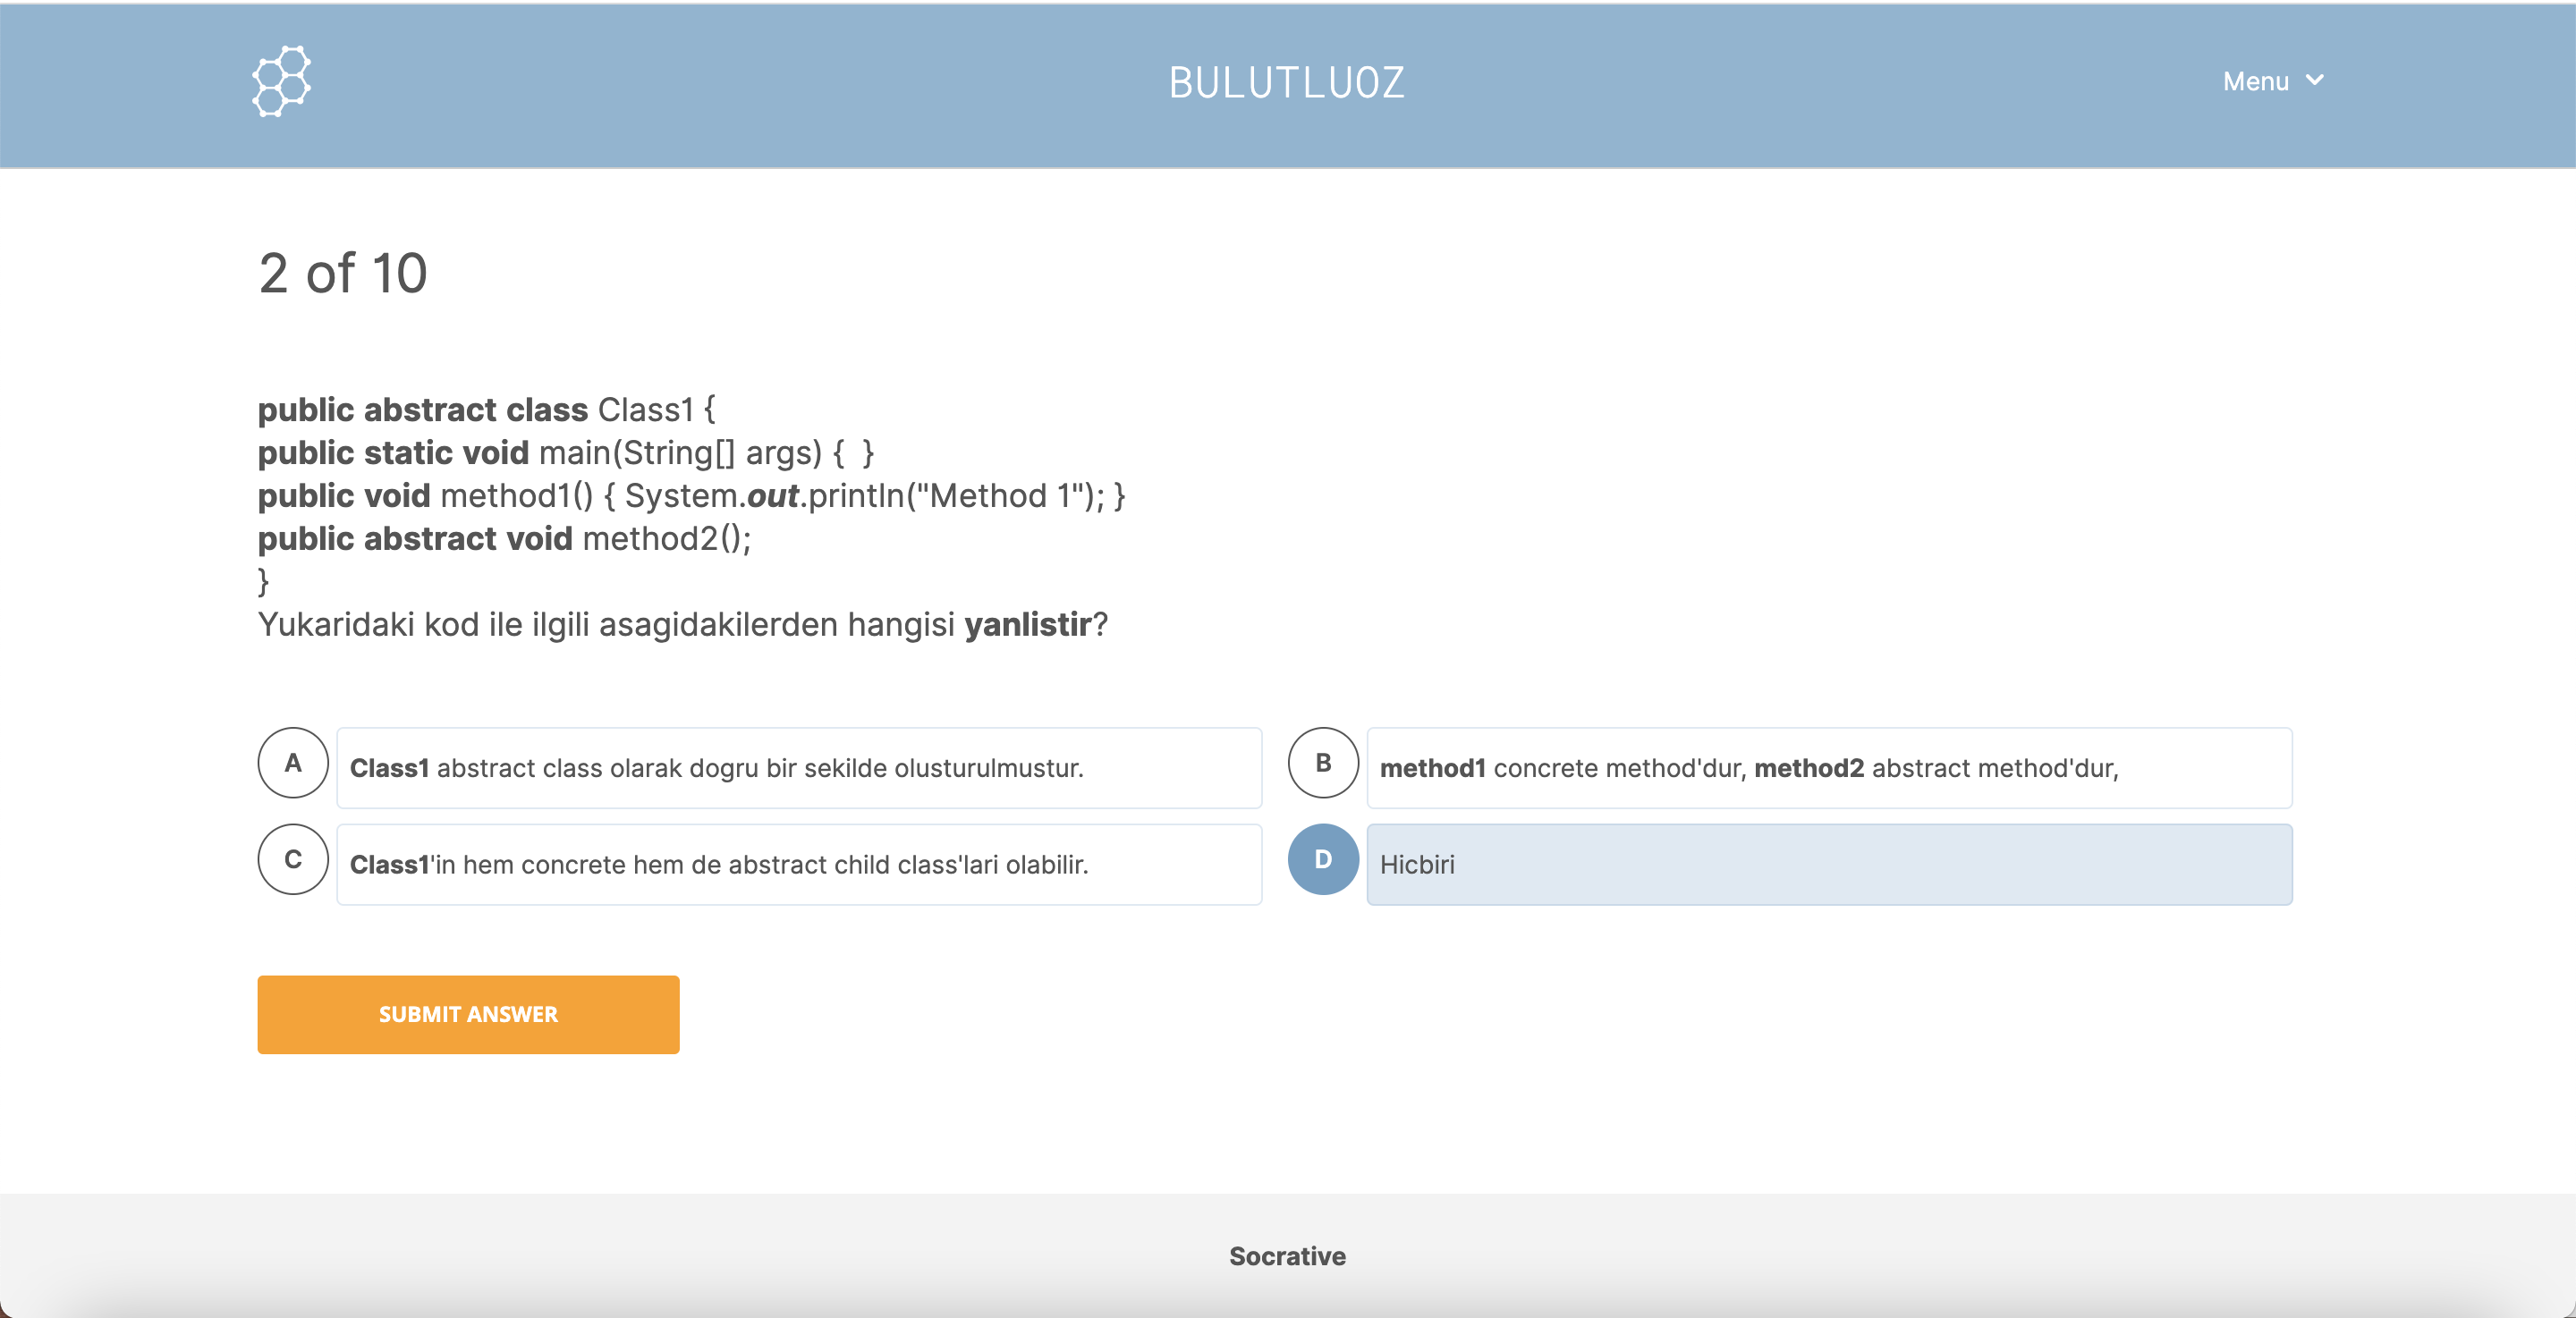 BULUTLUOZ
Menu
2 of 10
public abstract class Class1 {
public static void main(String[] args) {  }
public void method1() { System.out.println("Method 1"); }
public abstract void method2();
}
Yukaridaki kod ile ilgili asagidakilerden hangisi yanlistir?
A
Class1 abstract class olarak dogru bir sekilde olusturulmustur.
B
method1 concrete method'dur, method2 abstract method'dur,
C
Class1'in hem concrete hem de abstract child class'lari olabilir.
D
Hicbiri
SUBMIT ANSWER
Socrative